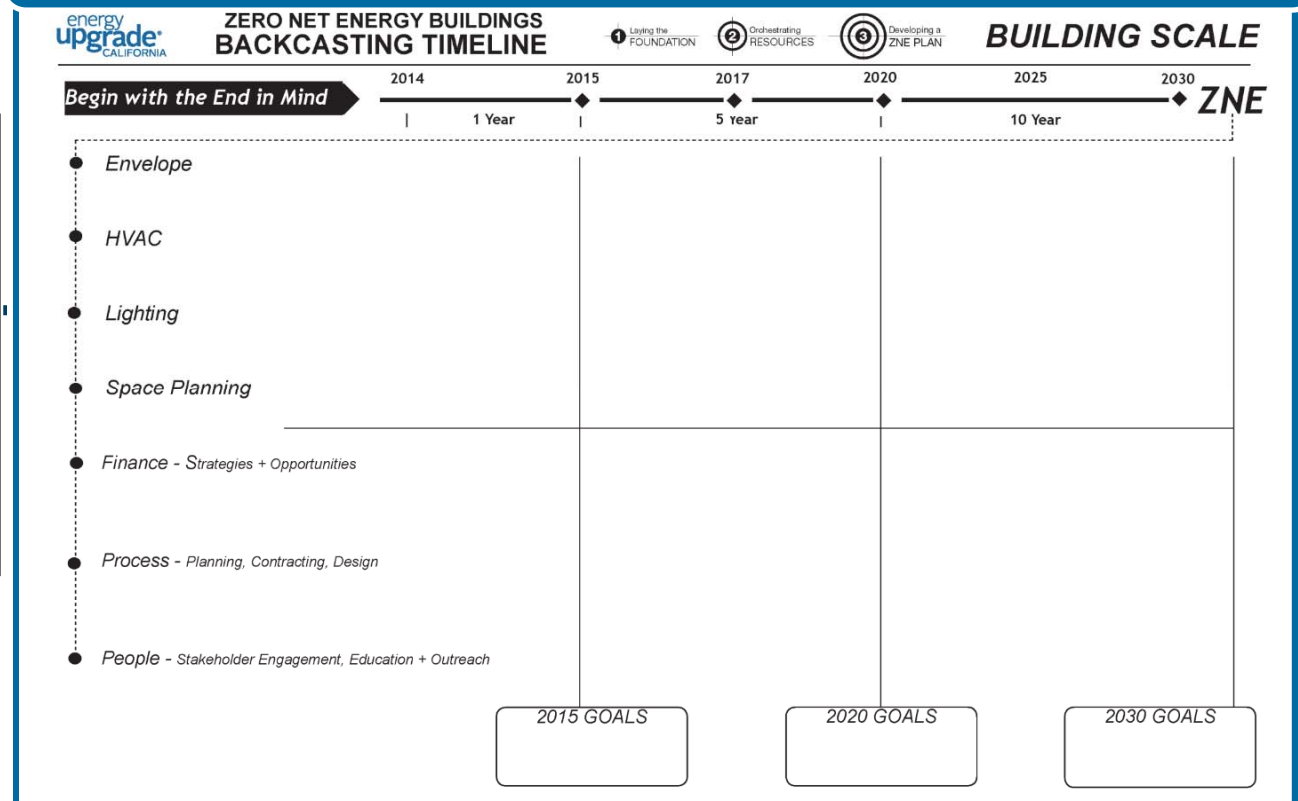 energy
upgrade
CALIFORNIA
ZERO NET ENERGY BUILDINGS
BACKCASTING TIMELINE
1 Laying the FOUNDATION
2 Orchestrating RESOURCES
3 Developing a ZNE PLAN
BUILDING SCALE
Begin with the End in Mind
2014 2015 2017 2020 2025 2030
ZNE
1 Year 5 Year 10 Year
Envelope
HVAC
Lighting
Space Planning
Finance - Strategies + Opportunities
Process - Planning, Contracting, Design
People - Stakeholder Engagement, Education + Outreach
2015 GOALS 2020 GOALS 2030 GOALS